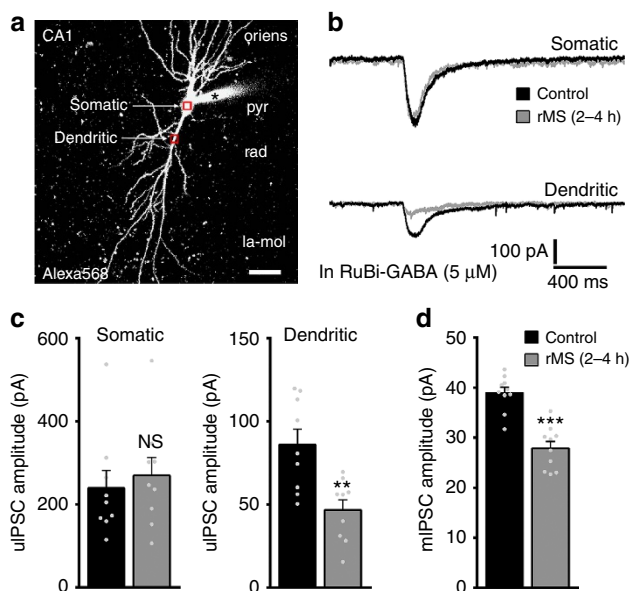 a
CA1
oriens
Somatic
pyr
Dendritic
rad
la-mol
Alexa568
*
b
Somatic
Control
rMS (2–4 h)
Dendritic
100 pA
In RuBi-GABA (5 μM)
400 ms
c
Somatic
uIPSC amplitude (pA)
600
400
200
0
NS
Dendritic
uIPSC amplitude (pA)
150
100
50
0
**
d
Control
rMS (2–4 h)
mIPSC amplitude (pA)
50
40
30
20
10
0
***